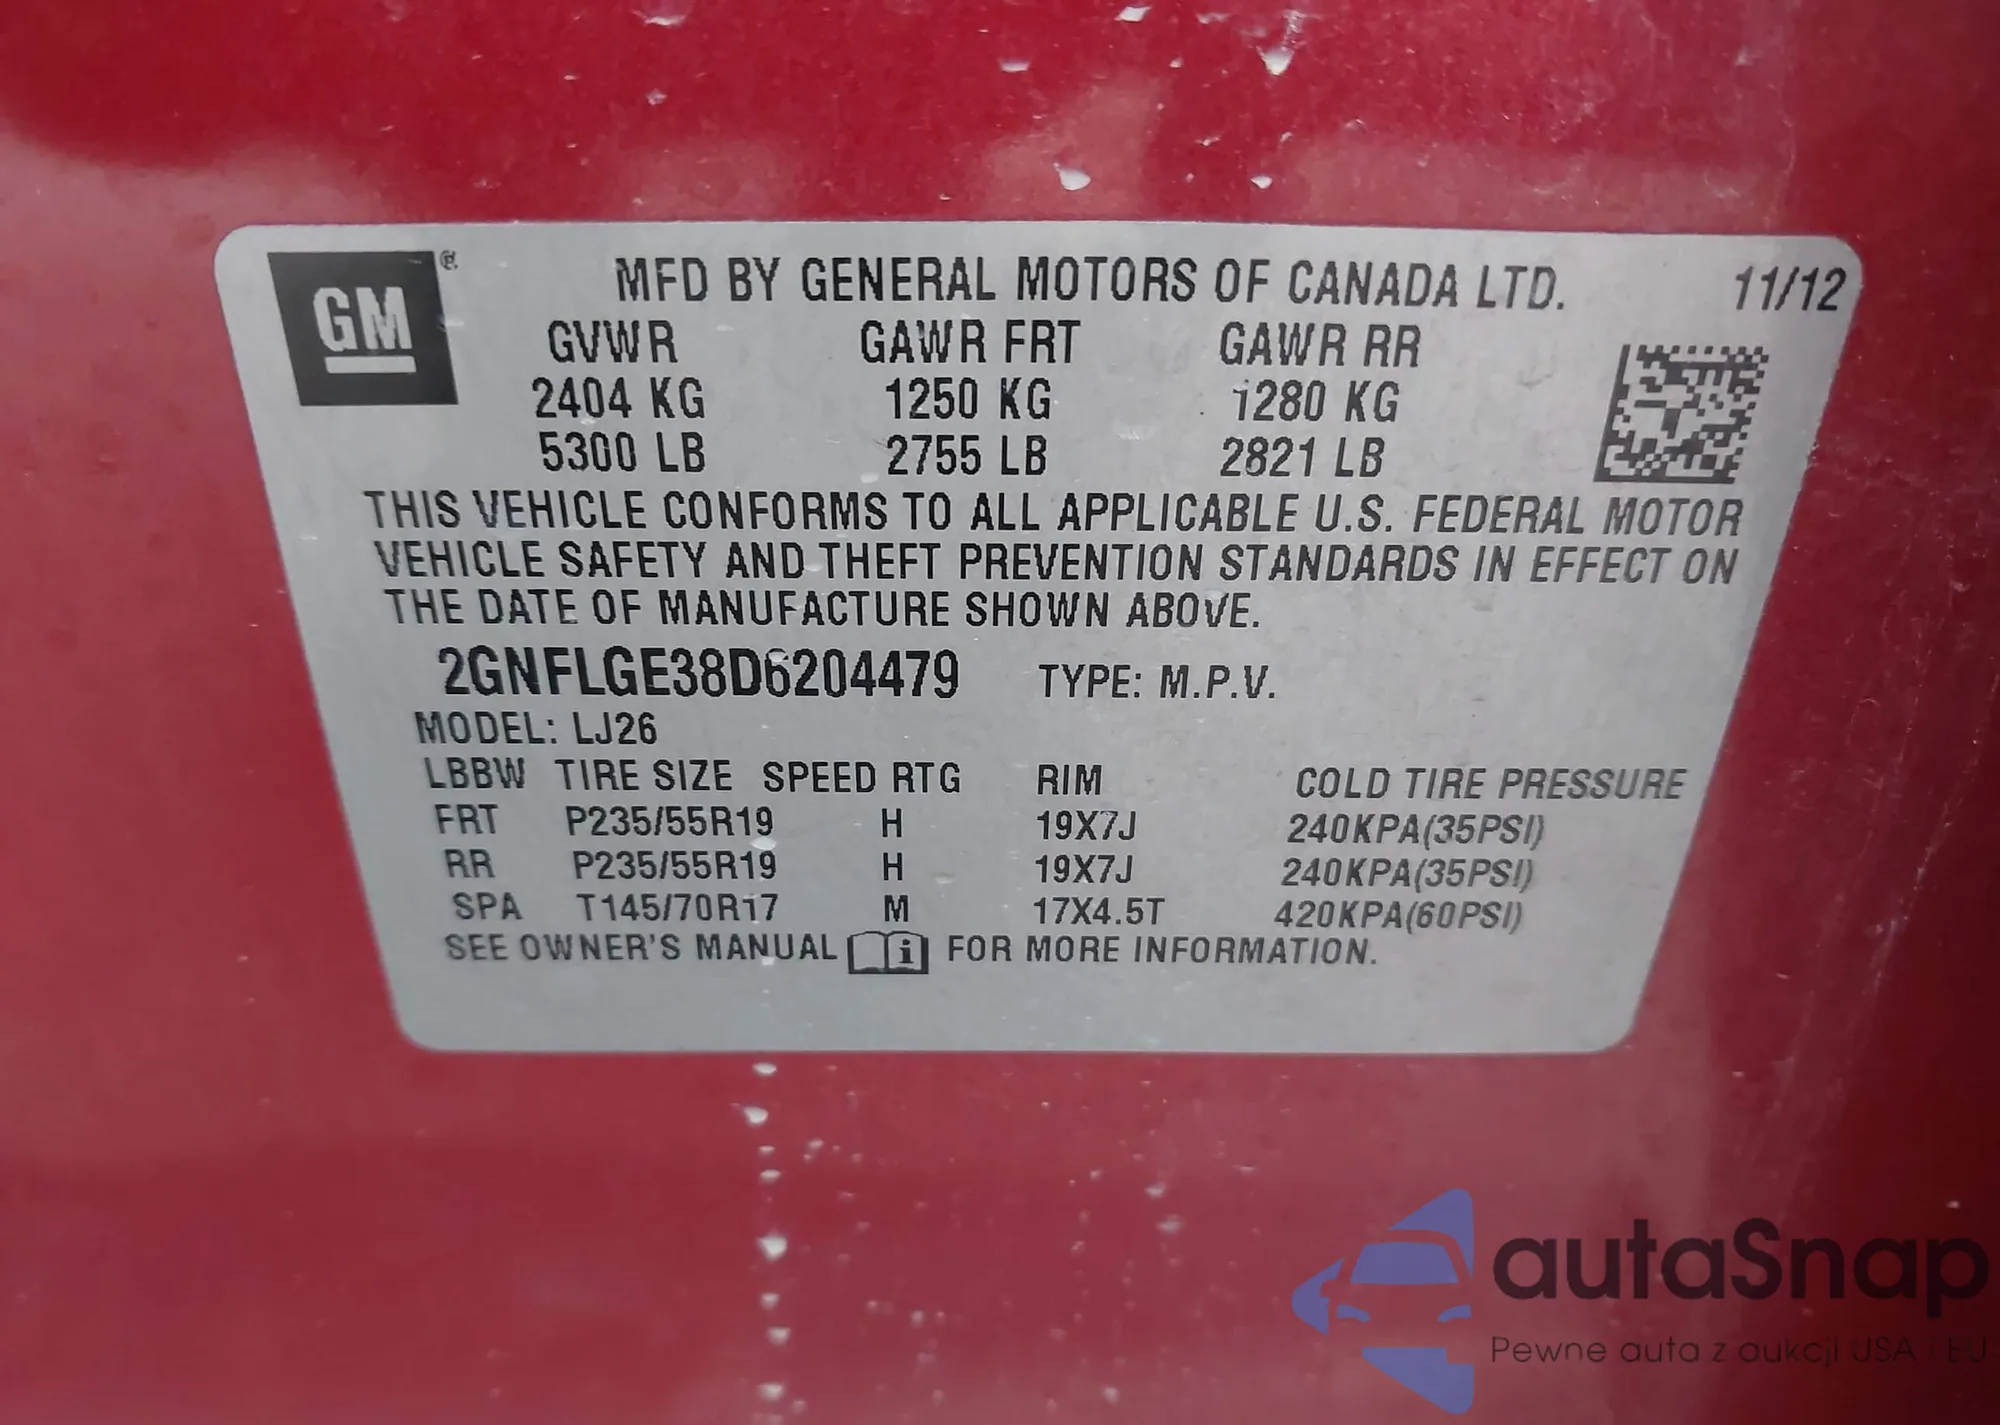 GM®
MFD BY GENERAL MOTORS OF CANADA LTD. 11/12
GVWR GAWR FRT GAWR RR
2404 KG 1250 KG 1280 KG
5300 LB 2755 LB 2821 LB
THIS VEHICLE CONFORMS TO ALL APPLICABLE U.S. FEDERAL MOTOR
VEHICLE SAFETY AND THEFT PREVENTION STANDARDS IN EFFECT ON
THE DATE OF MANUFACTURE SHOWN ABOVE.
2GNFLGE38D6204479 TYPE: M.P.V.
MODEL: LJ26
LBBW TIRE SIZE SPEED RTG RIM COLD TIRE PRESSURE
FRT P235/55R19 H 19X7J 240KPA(35PSI)
RR P235/55R19 H 19X7J 240KPA(35PSI)
SPA T145/70R17 M 17X4.5T 420KPA(60PSI)
SEE OWNER'S MANUAL i FOR MORE INFORMATION.
autaSnap
Pewne auta z aukcji USA i EU